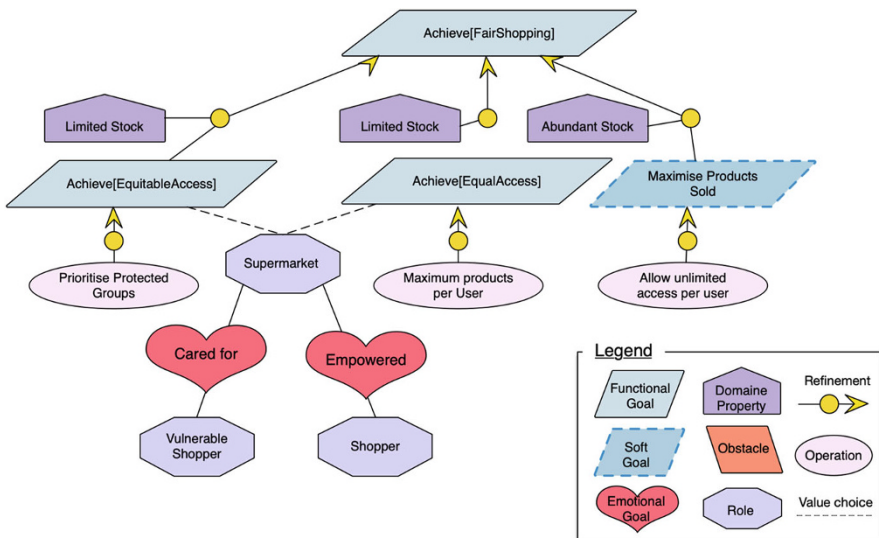 Achieve[FairShopping]
Limited Stock
Limited Stock
Abundant Stock
Achieve[EquitableAccess]
Achieve[EqualAccess]
Maximise Products
Sold
Supermarket
Prioritise Protected
Groups
Maximum products
per User
Allow unlimited
access per user
Cared for
Empowered
Vulnerable
Shopper
Shopper
Legend
Functional
Goal
Domaine
Property
Refinement
Soft
Goal
Obstacle
Operation
Emotional
Goal
Role
Value choice